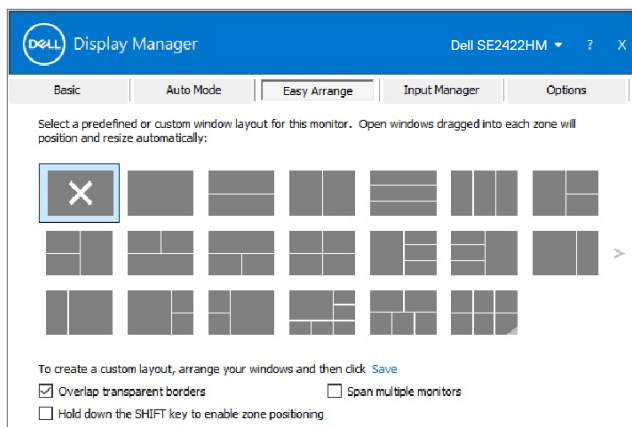 DELL Display Manager Dell SE2422HM ? X
Basic Auto Mode Easy Arrange Input Manager Options
Select a predefined or custom window layout for this monitor. Open windows dragged into each zone will
position and resize automatically:
>
To create a custom layout, arrange your windows and then click Save
Overlap transparent borders Span multiple monitors
Hold down the SHIFT key to enable zone positioning